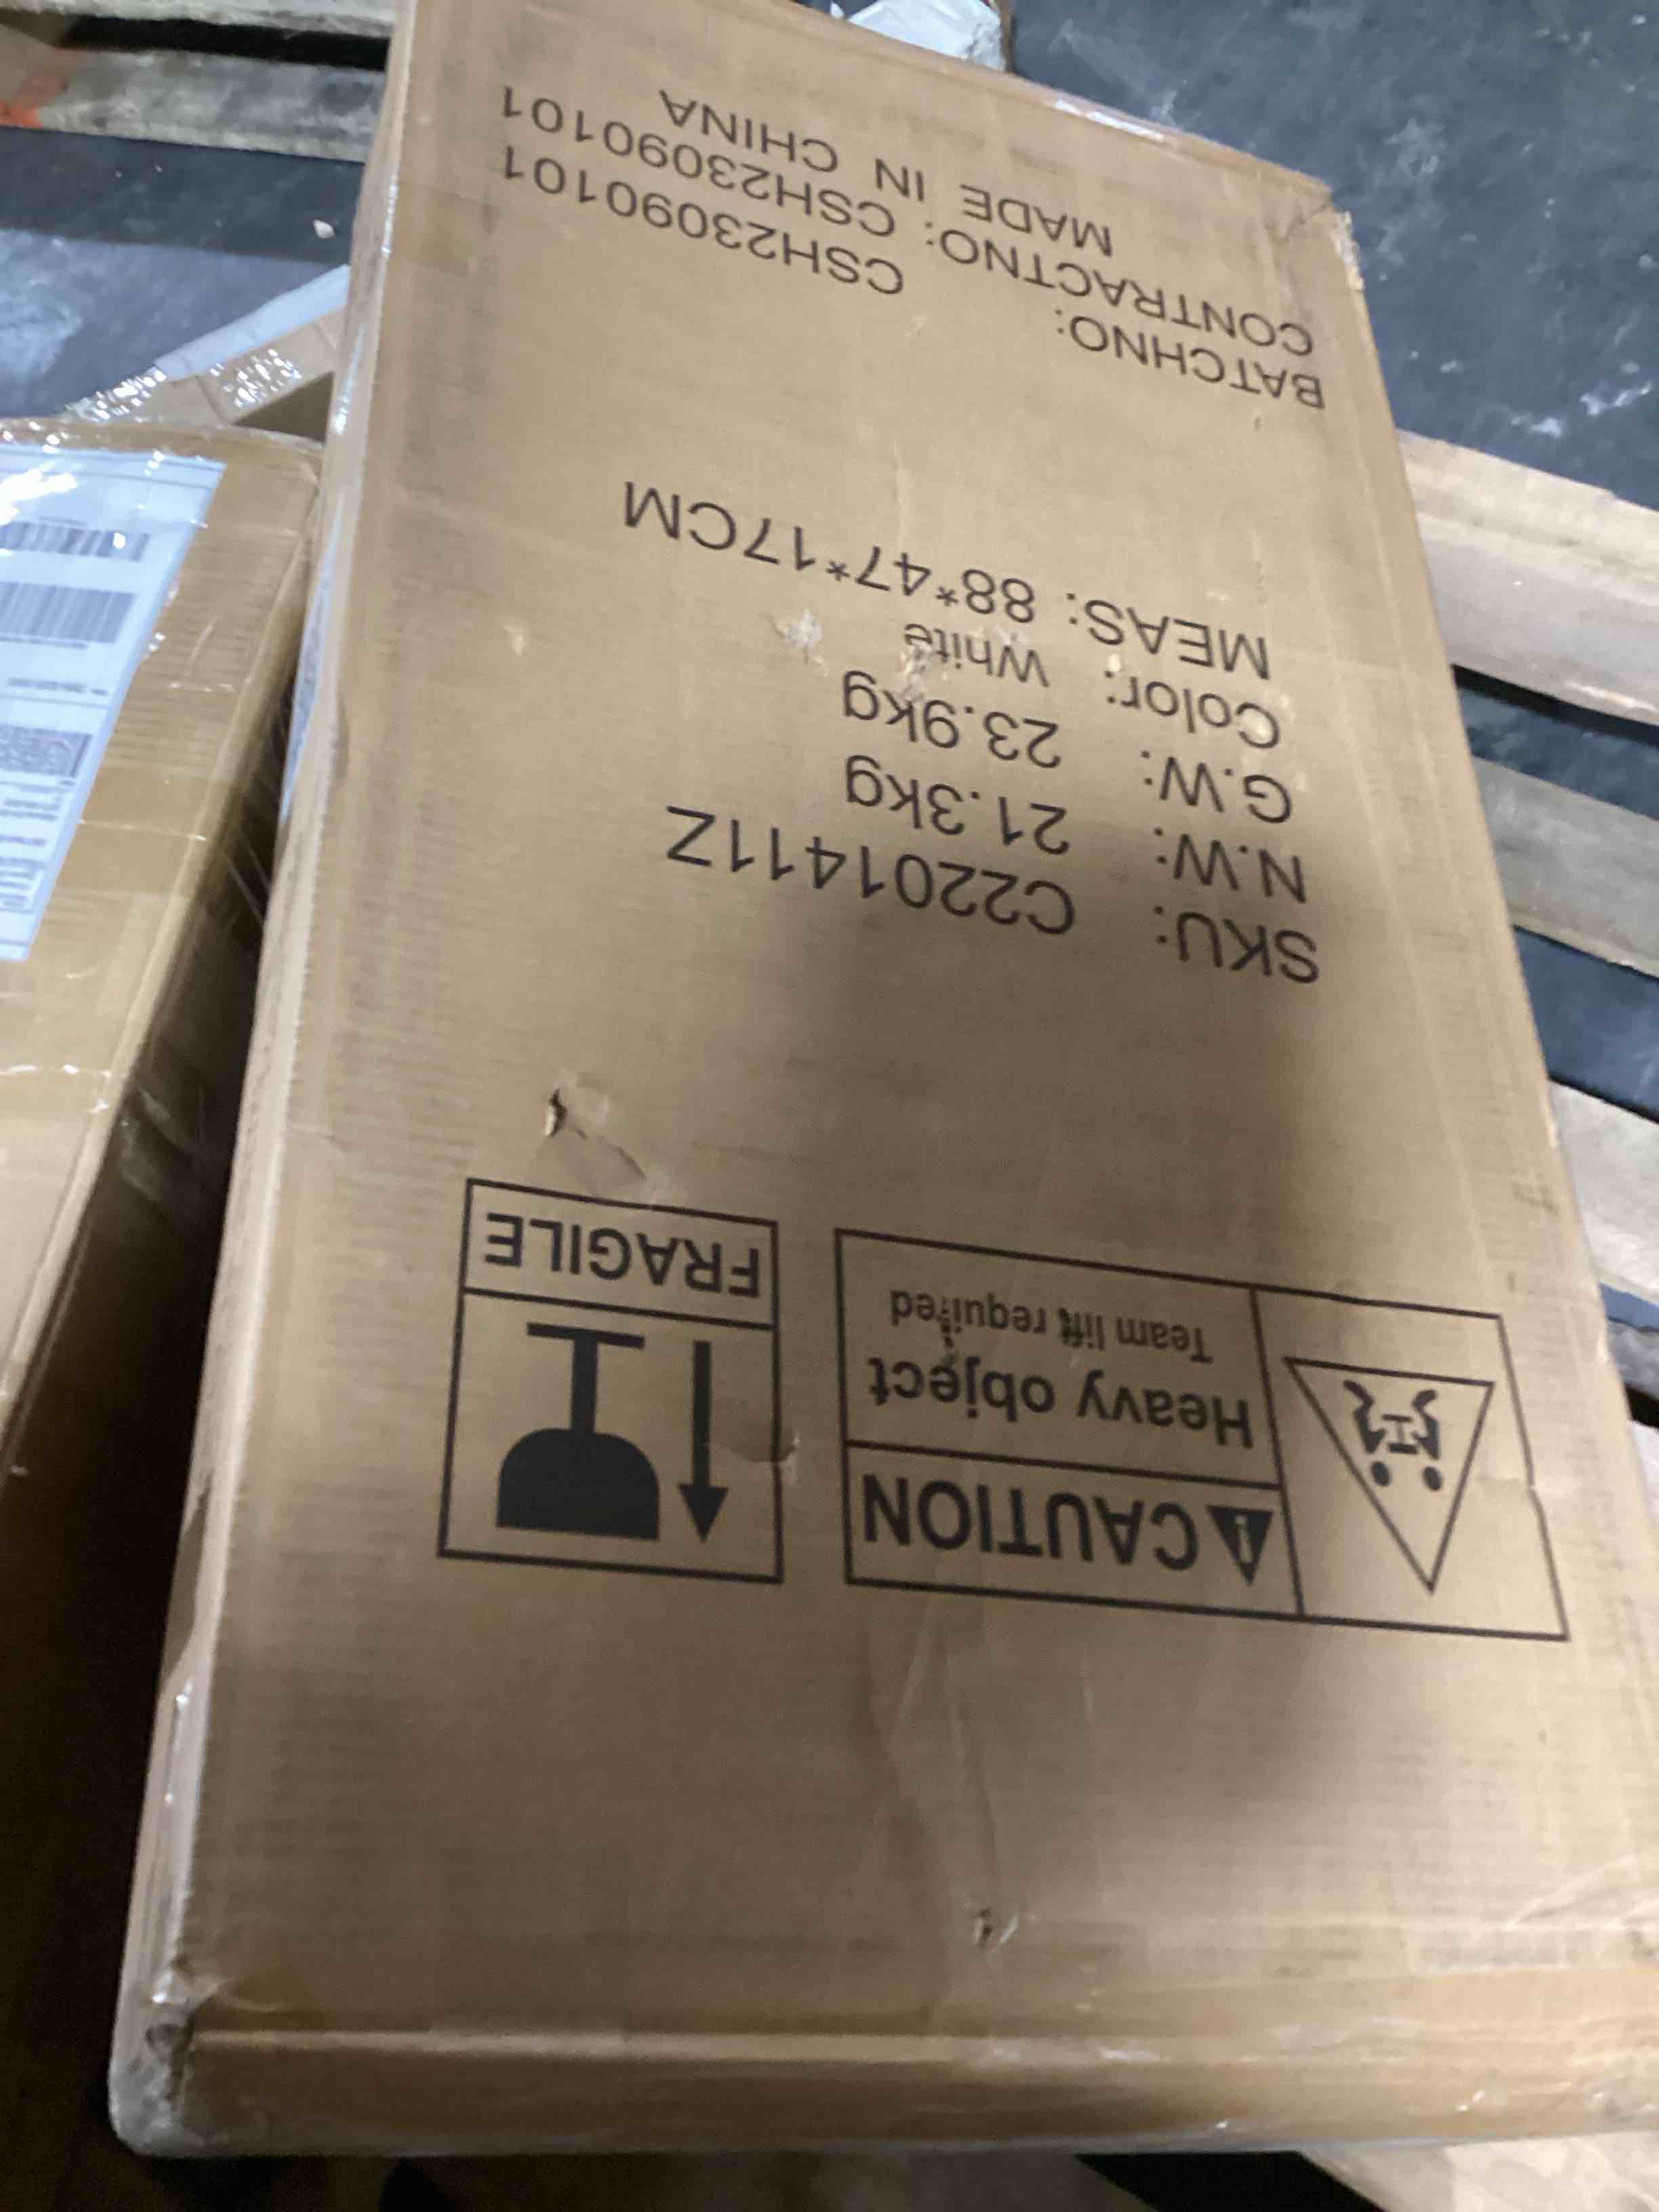 CAUTION
Heavy object
Team lift required
FRAGILE
SKU: C2201411Z
N.W: 21.3kg
G.W: 23.9kg
Color: White
MEAS: 88*47*17CM
BATCHNO: CSH23090101
CONTRACTNO: CSH23090101
MADE IN CHINA